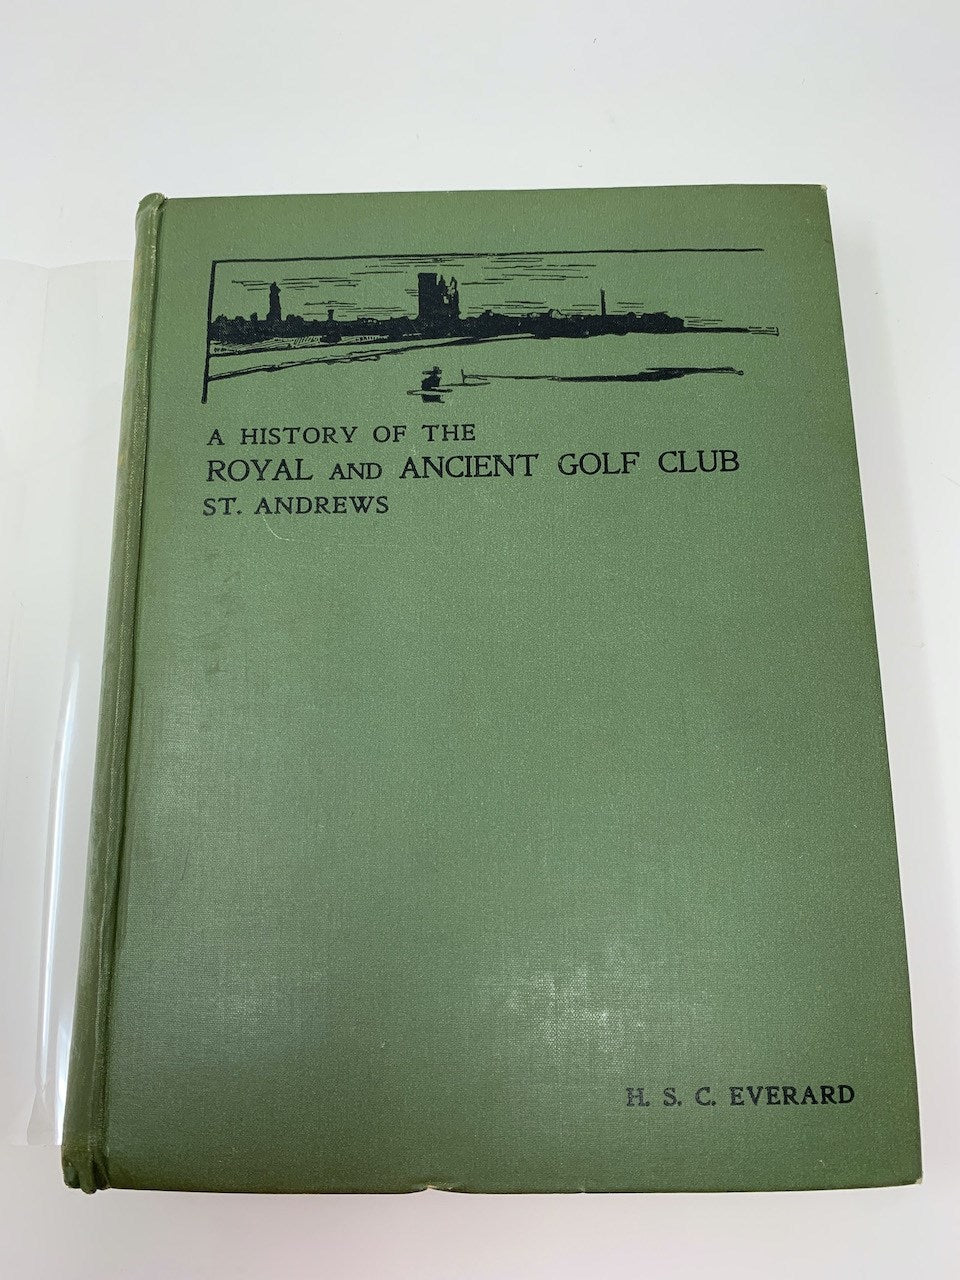 A HISTORY OF THE
ROYAL AND ANCIENT GOLF CLUB
ST. ANDREWS
H. S. C. EVERARD